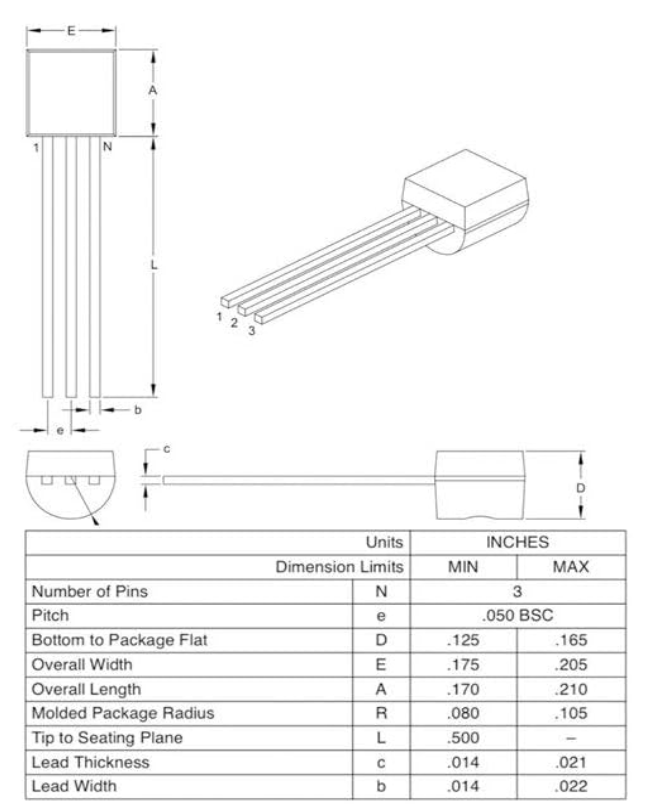 E
A
1 N
L
1
2
3
b
e
c
D
Units INCHES
Dimension Limits MIN MAX
Number of Pins N 3
Pitch e .050 BSC
Bottom to Package Flat D .125 .165
Overall Width E .175 .205
Overall Length A .170 .210
Molded Package Radius R .080 .105
Tip to Seating Plane L .500 –
Lead Thickness c .014 .021
Lead Width b .014 .022